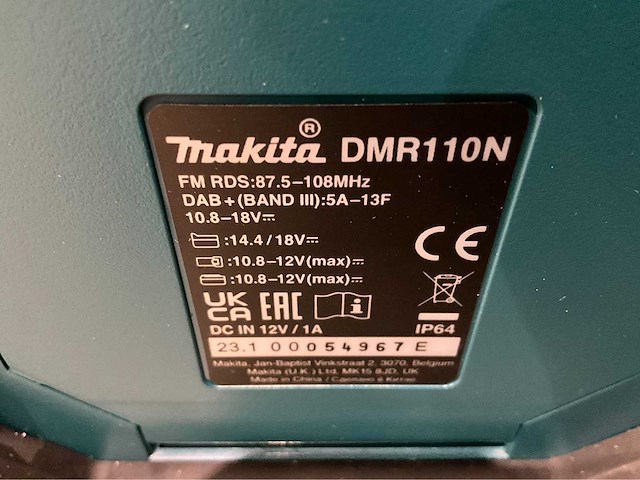 makita® DMR110N
FM RDS:87.5–108MHz
DAB+(BAND III):5A–13F
10.8–18V⎓
:14.4/18V⎓
:10.8–12V(max)⎓
:10.8–12V(max)⎓
UK CA EAC CE
DC IN 12V/1A IP64
23.1 00054967 E
Makita, Jan-Baptist Vinkstraat 2, 3070, Belgium
Makita (U.K.) Ltd, MK15 8JD, UK
Made in China / Сделано в Китае